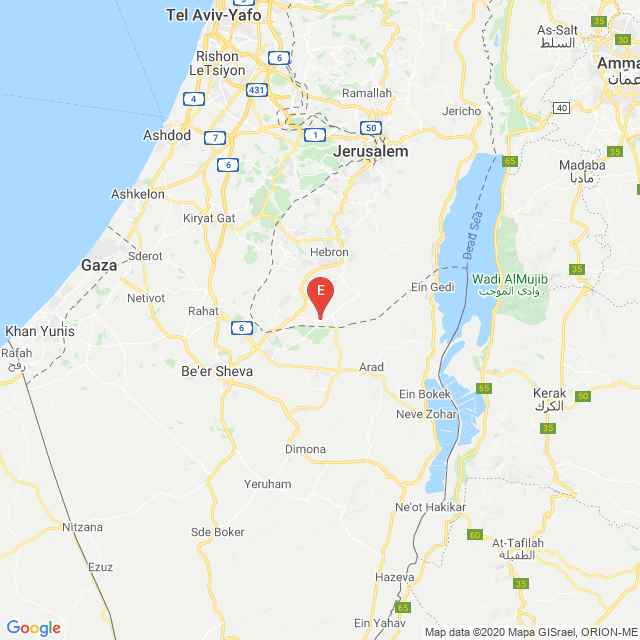 Tel Aviv-Yafo
5
As-Salt
السلط
Rishon
LeTsiyon
6
Amma
عمان
431
Ramallah
4
Jericho
40
Ashdod
7
1
50
Jerusalem
35
6
65
Madaba
مأدبا
Ashkelon
Kiryat Gat
Dead Sea
Hebron
Sderot
Gaza
35
Wadi AlMujib
وادي الموجب
E
Ein Gedi
Netivot
Rahat
Khan Yunis
6
Rafah
رفح
Be'er Sheva
Arad
65
Ein Bokek
Kerak
الكرك
50
Neve Zohar
35
Dimona
Yeruham
Ne'ot Hakikar
Nitzana
Sde Boker
60
At-Tafilah
الطفيلة
Ezuz
Hazeva
35
65
Ein Yahav
Google
Map data ©2020 Mapa GISrael, ORION-ME